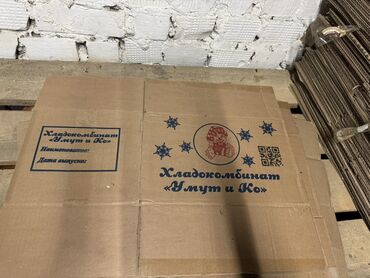 Хладокомбинат
«Умут и Ко»
Наименование:
Дата выпуска:
Хладокомбинат
«Умут и Ко»